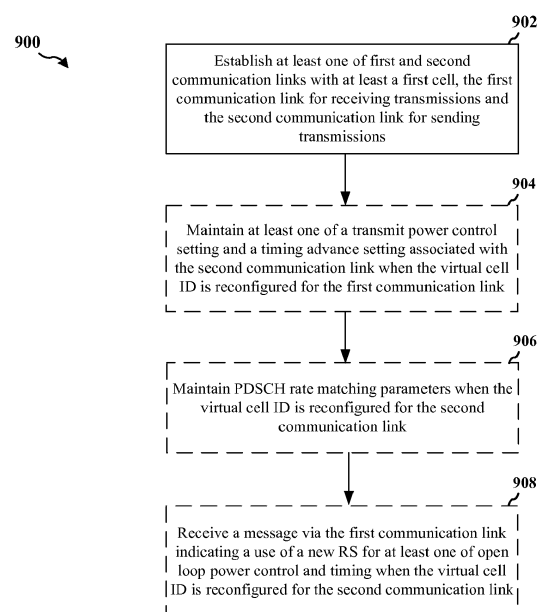 900
902
Establish at least one of first and second
communication links with at least a first cell, the first
communication link for receiving transmissions and
the second communication link for sending
transmissions
904
Maintain at least one of a transmit power control
setting and a timing advance setting associated with
the second communication link when the virtual cell
ID is reconfigured for the first communication link
906
Maintain PDSCH rate matching parameters when the
virtual cell ID is reconfigured for the second
communication link
908
Receive a message via the first communication link
indicating a use of a new RS for at least one of open
loop power control and timing when the virtual cell
ID is reconfigured for the second communication link